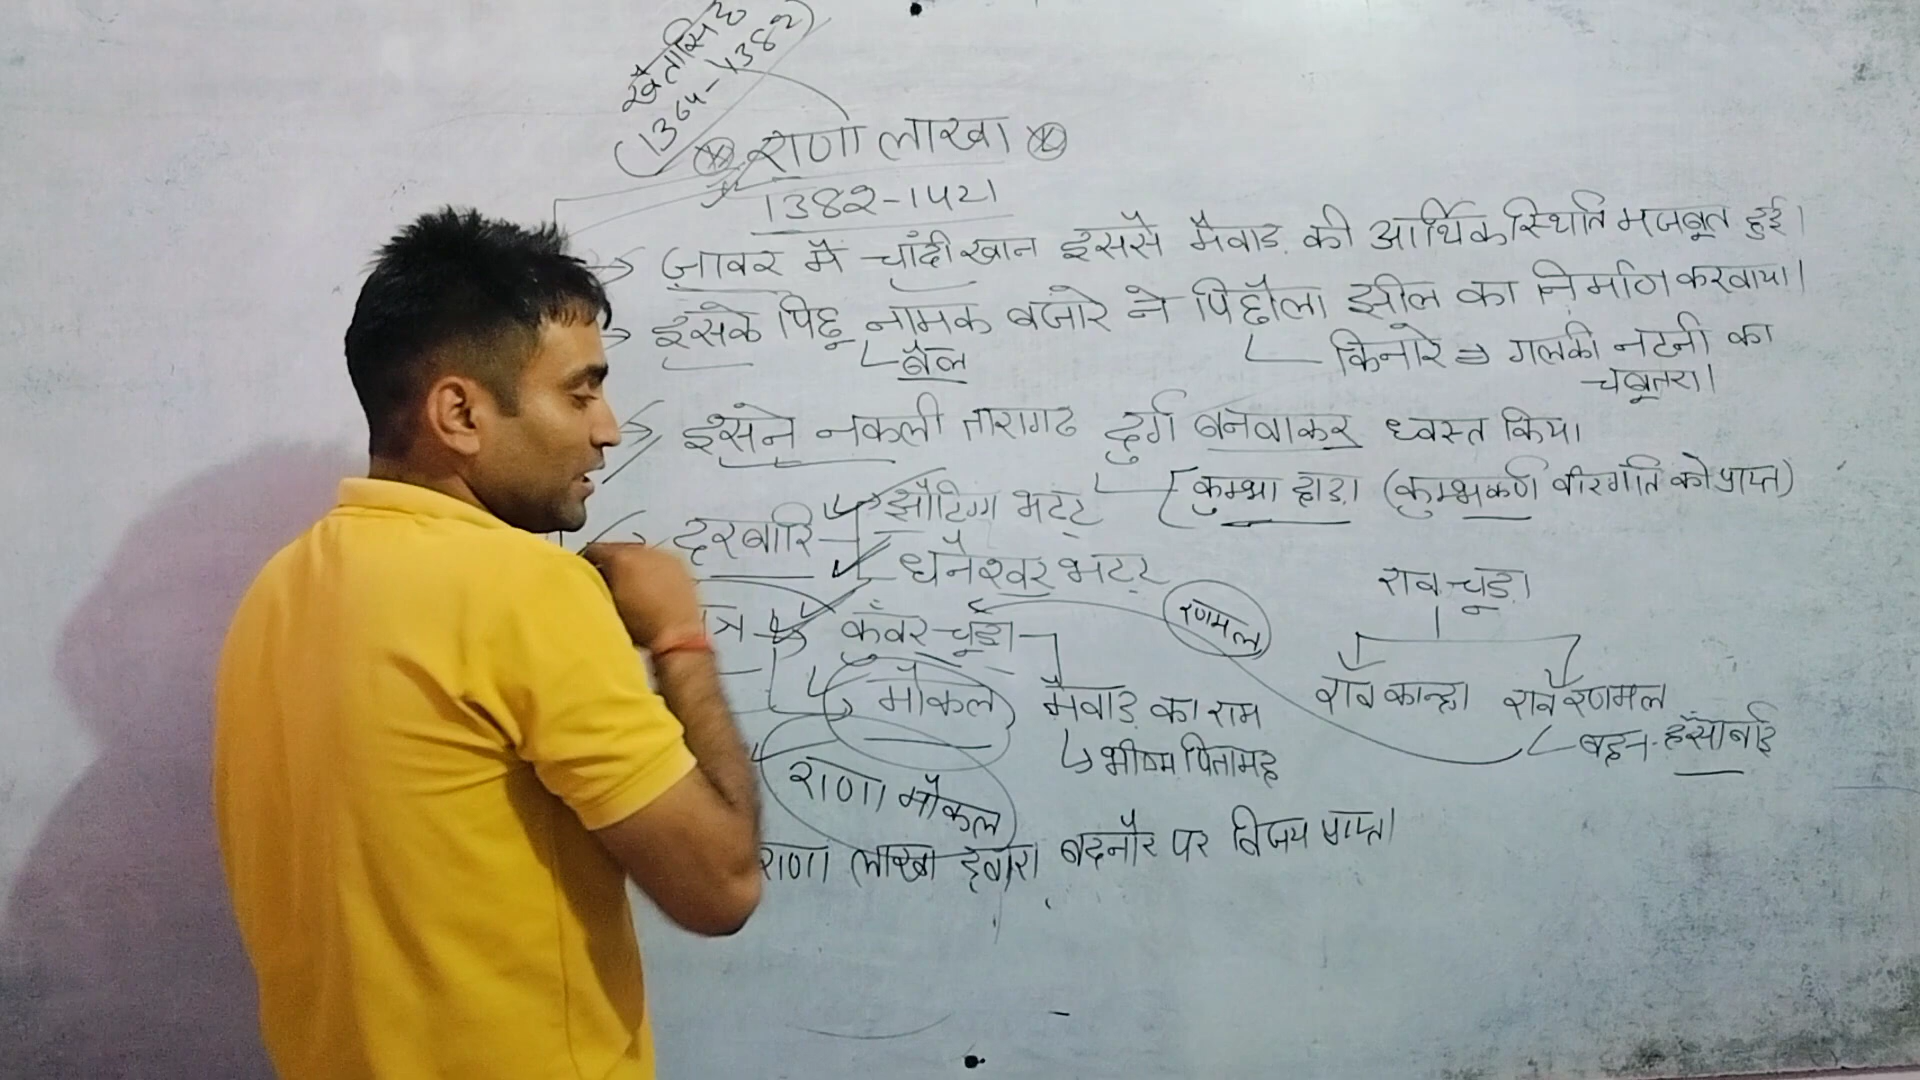 खेतासिंह
(1364-1382)
राणा लाखा
1382-1421
जावर मे चाँदी खान इससे मेवाड़ की आर्थिक स्थिति मजबूत हुई।
इसके पिछू नामक बंजारे ने पिछौला झील का निर्माण करवाया।
बैल
किनारे ⇒ गलकी नटनी का
चबूतरा।
इसने नकली तारागढ दुर्ग बनवाकर ध्वस्त किया।
कुम्भा हाड़ा (कुम्भकर्ण वीरगति को प्राप्त)
दरबारि
झोटिंग भट्ट
धनेश्वर भट्ट
कुँवर चूड़ा
मोकल
मेवाड़ का राम
भीष्म पितामह
रणमल
राव चूड़ा
राव कान्हा
राव रणमल
बहन-हंसाबाई
राणा मोकल
राणा लाखा द्वारा बदनौर पर विजय प्राप्त।